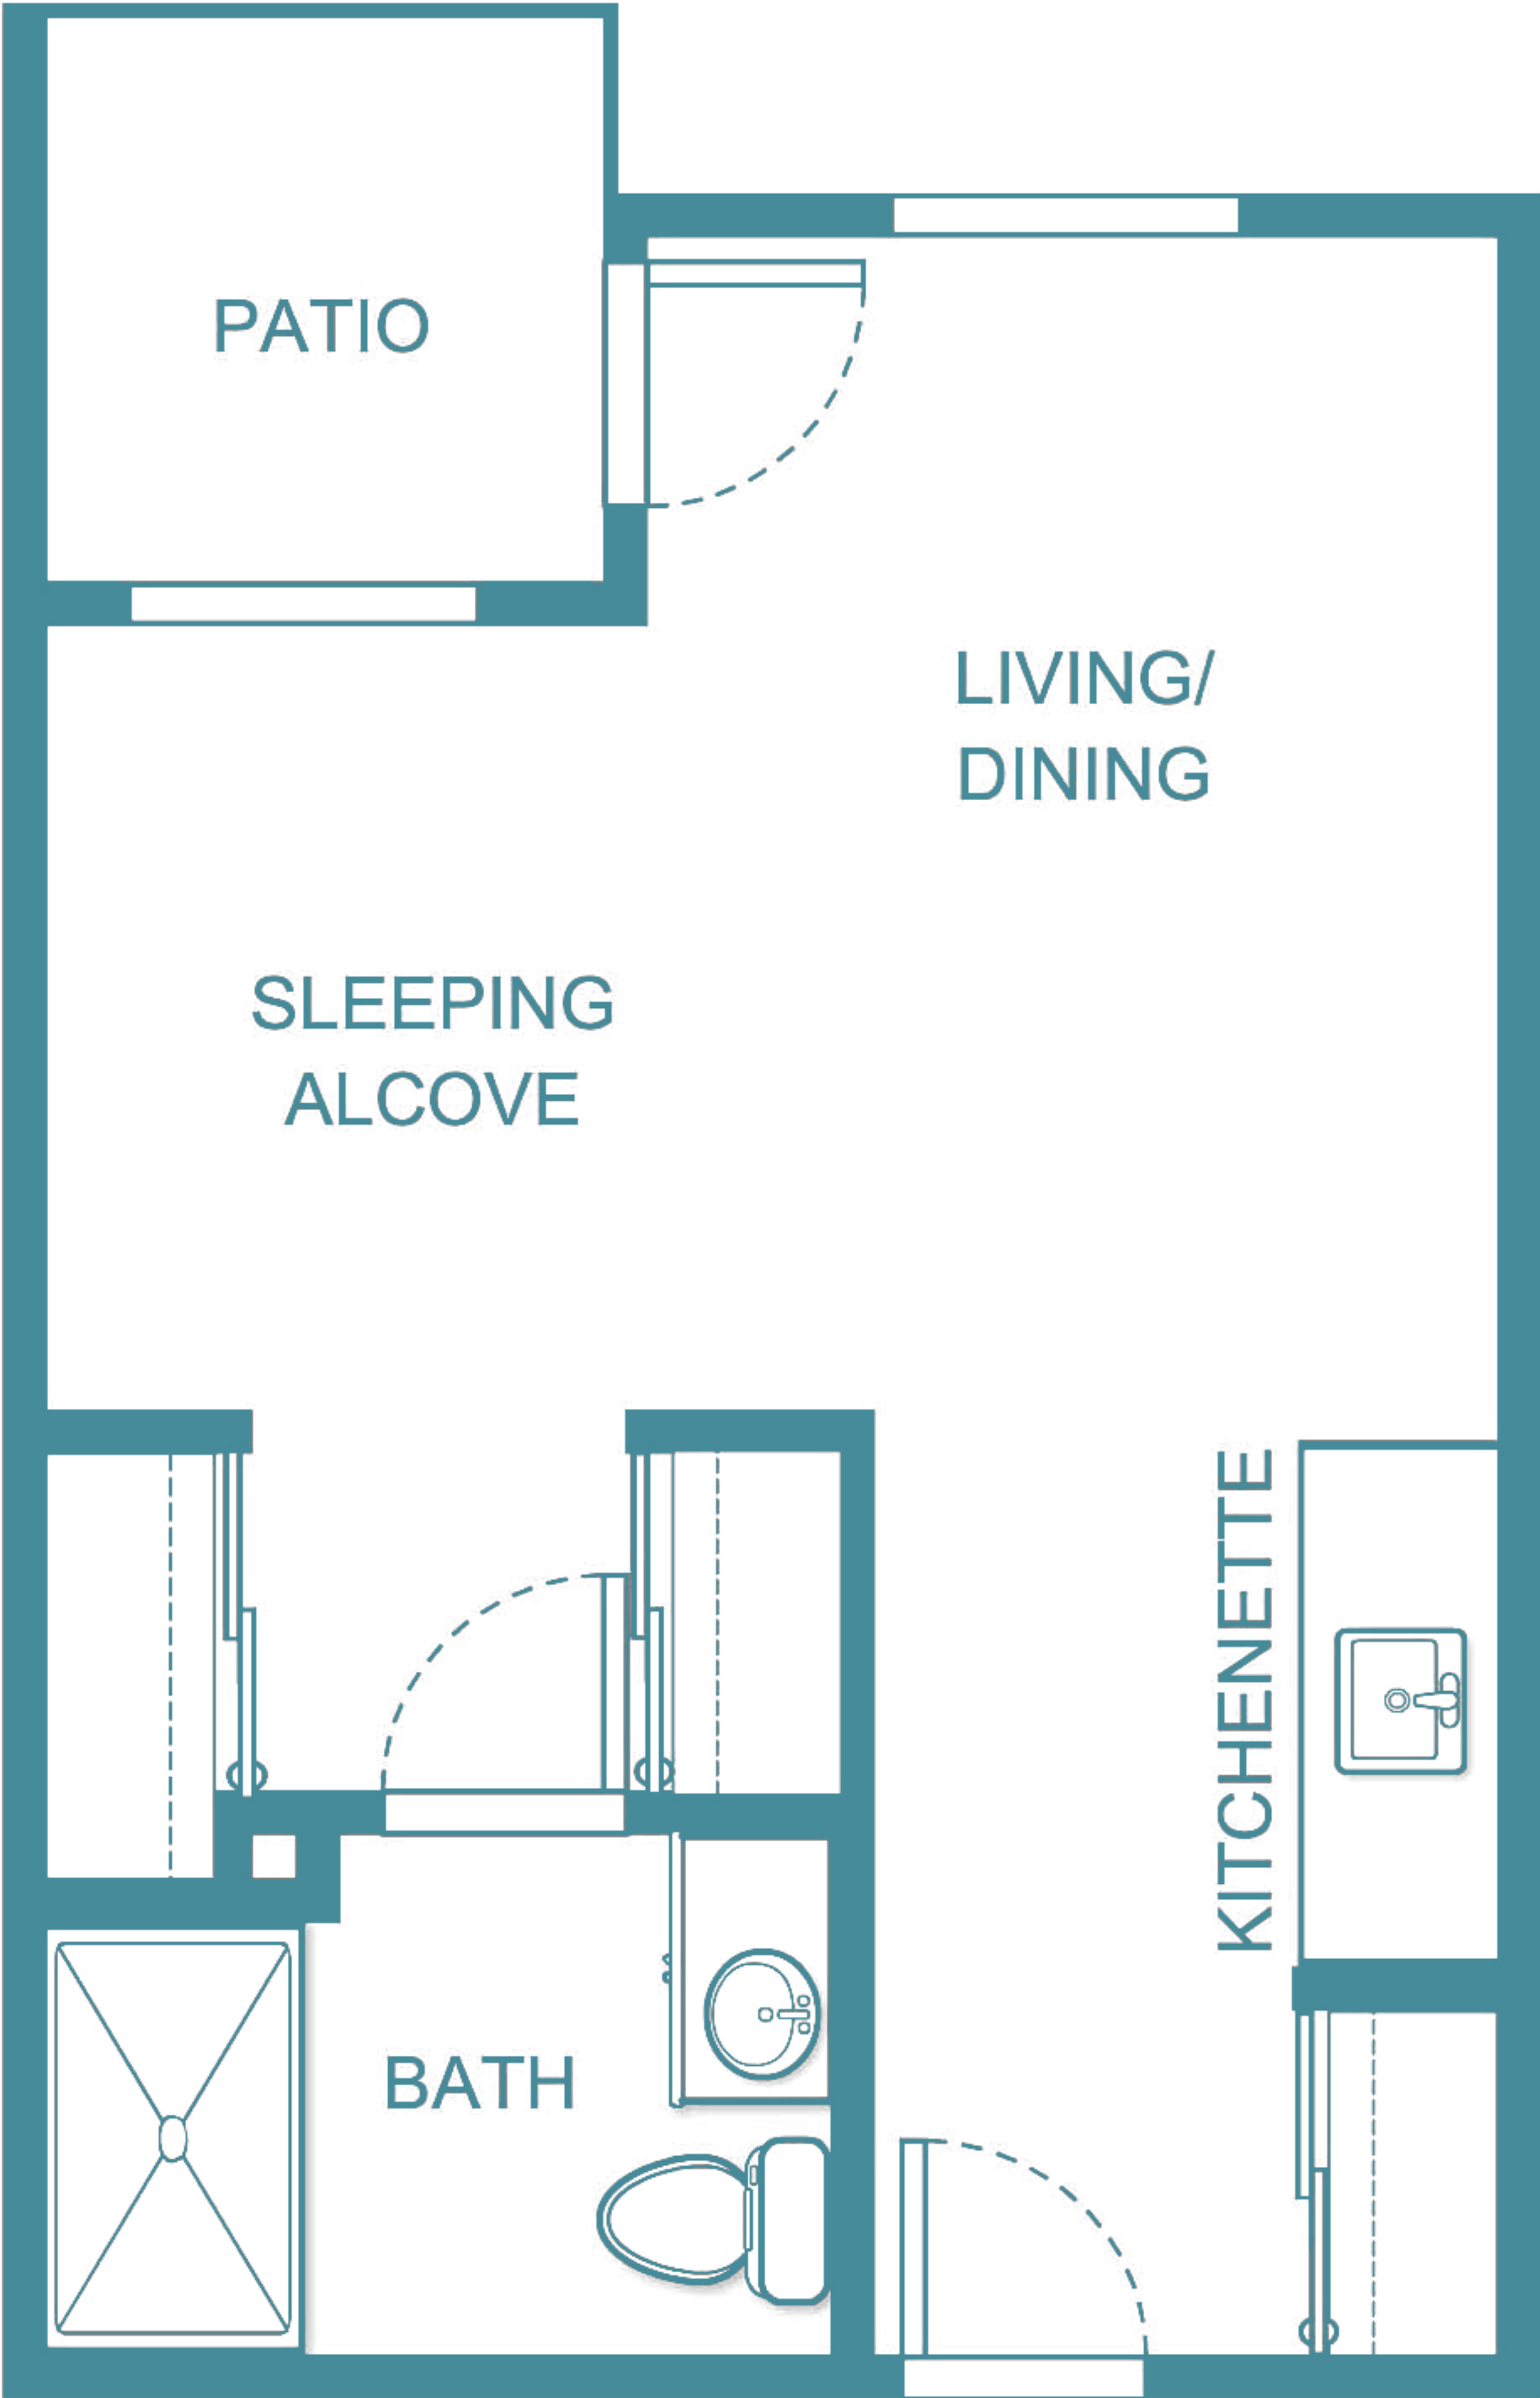 PATIO
LIVING/
DINING
SLEEPING
ALCOVE
KITCHENETTE
BATH